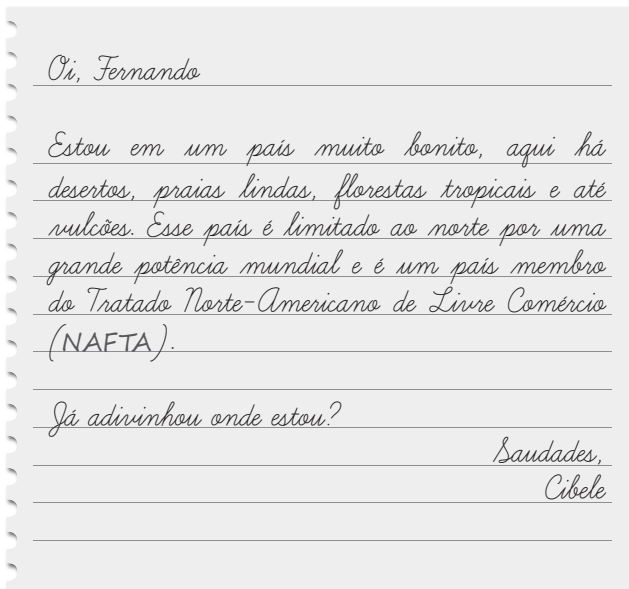 Oi, Fernando
Estou em um país muito bonito, aqui há
desertos, praias lindas, florestas tropicais e até
vulcões. Esse país é limitado ao norte por uma
grande potência mundial e é um país membro
do Tratado Norte-Americano de Livre Comércio
(NAFTA).
Já adivinhou onde estou?
Saudades,
Cibele